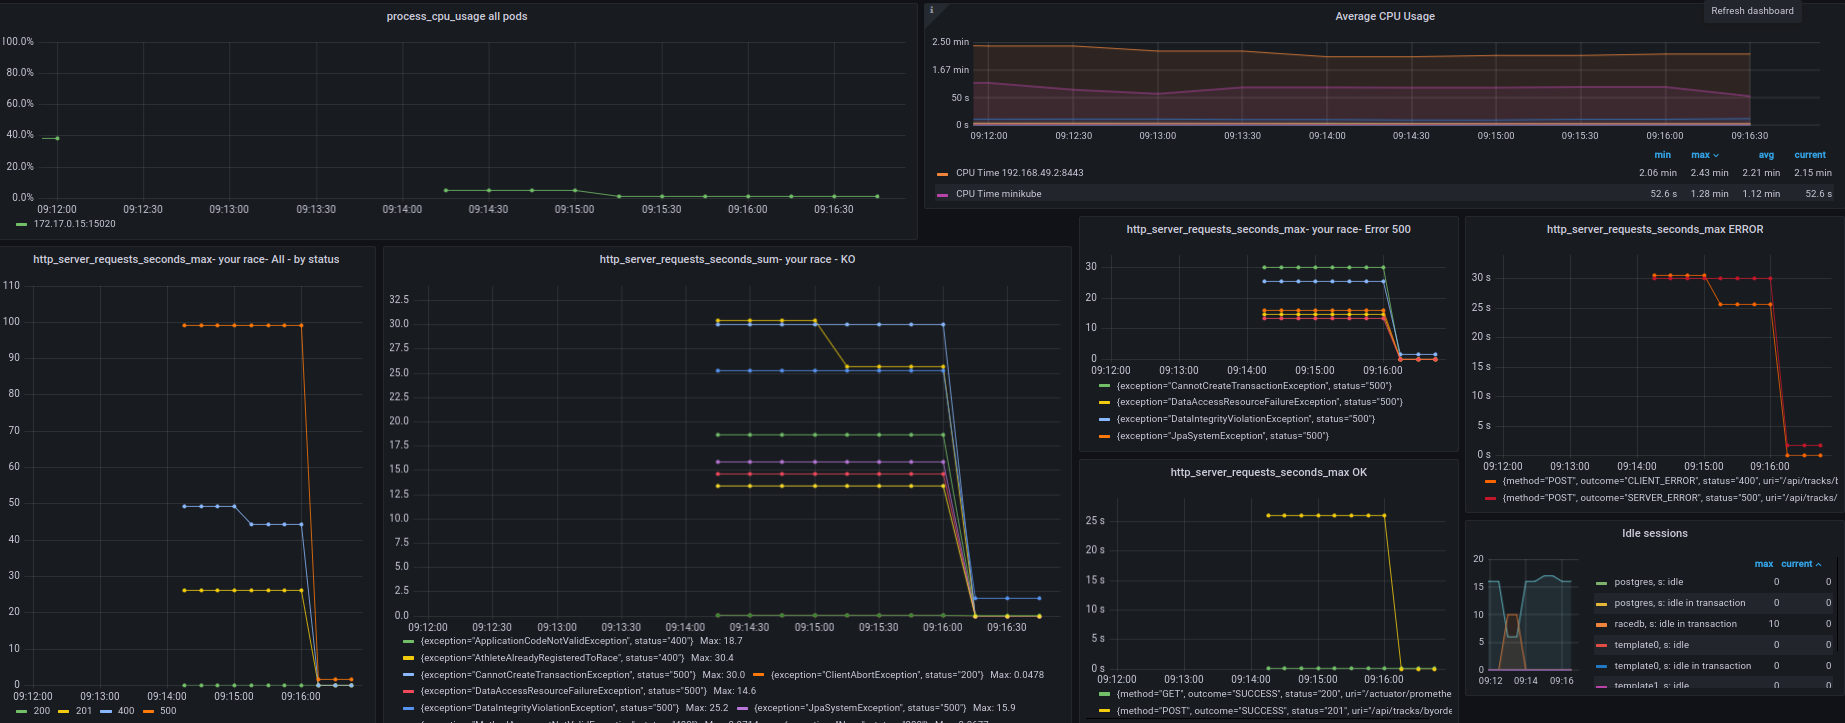 process_cpu_usage all pods
100.0%
80.0%
60.0%
40.0%
20.0%
0.0%
09:12:00 09:12:30 09:13:00 09:13:30 09:14:00 09:14:30 09:15:00 09:15:30 09:16:00 09:16:30
172.17.0.15:15020
i
Average CPU Usage
Refresh dashboard
2.50 min
1.67 min
50 s
0 s
09:12:00 09:12:30 09:13:00 09:13:30 09:14:00 09:14:30 09:15:00 09:15:30 09:16:00 09:16:30
min max avg current
CPU Time 192.168.49.2:8443 2.06 min 2.43 min 2.21 min 2.15 min
CPU Time minikube 52.6 s 1.28 min 1.12 min 52.6 s
http_server_requests_seconds_max- your race- All - by status
110
100
90
80
70
60
50
40
30
20
10
0
09:12:00 09:13:00 09:14:00 09:15:00 09:16:00
200 201 400 500
http_server_requests_seconds_sum- your race - KO
32.5
30.0
27.5
25.0
22.5
20.0
17.5
15.0
12.5
10.0
7.5
5.0
2.5
0.0
09:12:00 09:12:30 09:13:00 09:13:30 09:14:00 09:14:30 09:15:00 09:15:30 09:16:00 09:16:30
{exception="ApplicationCodeNotValidException", status="400"} Max: 18.7
{exception="AthleteAlreadyRegisteredToRace", status="400"} Max: 30.4
{exception="CannotCreateTransactionException", status="500"} Max: 30.0 {exception="ClientAbortException", status="200"} Max: 0.0478
{exception="DataAccessResourceFailureException", status="500"} Max: 14.6
{exception="DataIntegrityViolationException", status="500"} Max: 25.2 {exception="JpaSystemException", status="500"} Max: 15.9
http_server_requests_seconds_max- your race- Error 500
30
20
10
0
09:12:00 09:13:00 09:14:00 09:15:00 09:16:00
{exception="CannotCreateTransactionException", status="500"}
{exception="DataAccessResourceFailureException", status="500"}
{exception="DataIntegrityViolationException", status="500"}
{exception="JpaSystemException", status="500"}
http_server_requests_seconds_max OK
25 s
20 s
15 s
10 s
5 s
0 s
09:12:00 09:13:00 09:14:00 09:15:00 09:16:00
{method="GET", outcome="SUCCESS", status="200", uri="/actuator/promethe
{method="POST", outcome="SUCCESS", status="201", uri="/api/tracks/byorde
http_server_requests_seconds_max ERROR
30 s
25 s
20 s
15 s
10 s
5 s
0 s
09:12:00 09:13:00 09:14:00 09:15:00 09:16:00
{method="POST", outcome="CLIENT_ERROR", status="400", uri="/api/tracks/
{method="POST", outcome="SERVER_ERROR", status="500", uri="/api/tracks/
Idle sessions
20
15
10
5
0
09:12 09:14 09:16
max current
postgres, s: idle 0 0
postgres, s: idle in transaction 0 0
racedb, s: idle in transaction 10 0
template0, s: idle 0 0
template0, s: idle in transaction 0 0
template1, s: idle 0 0